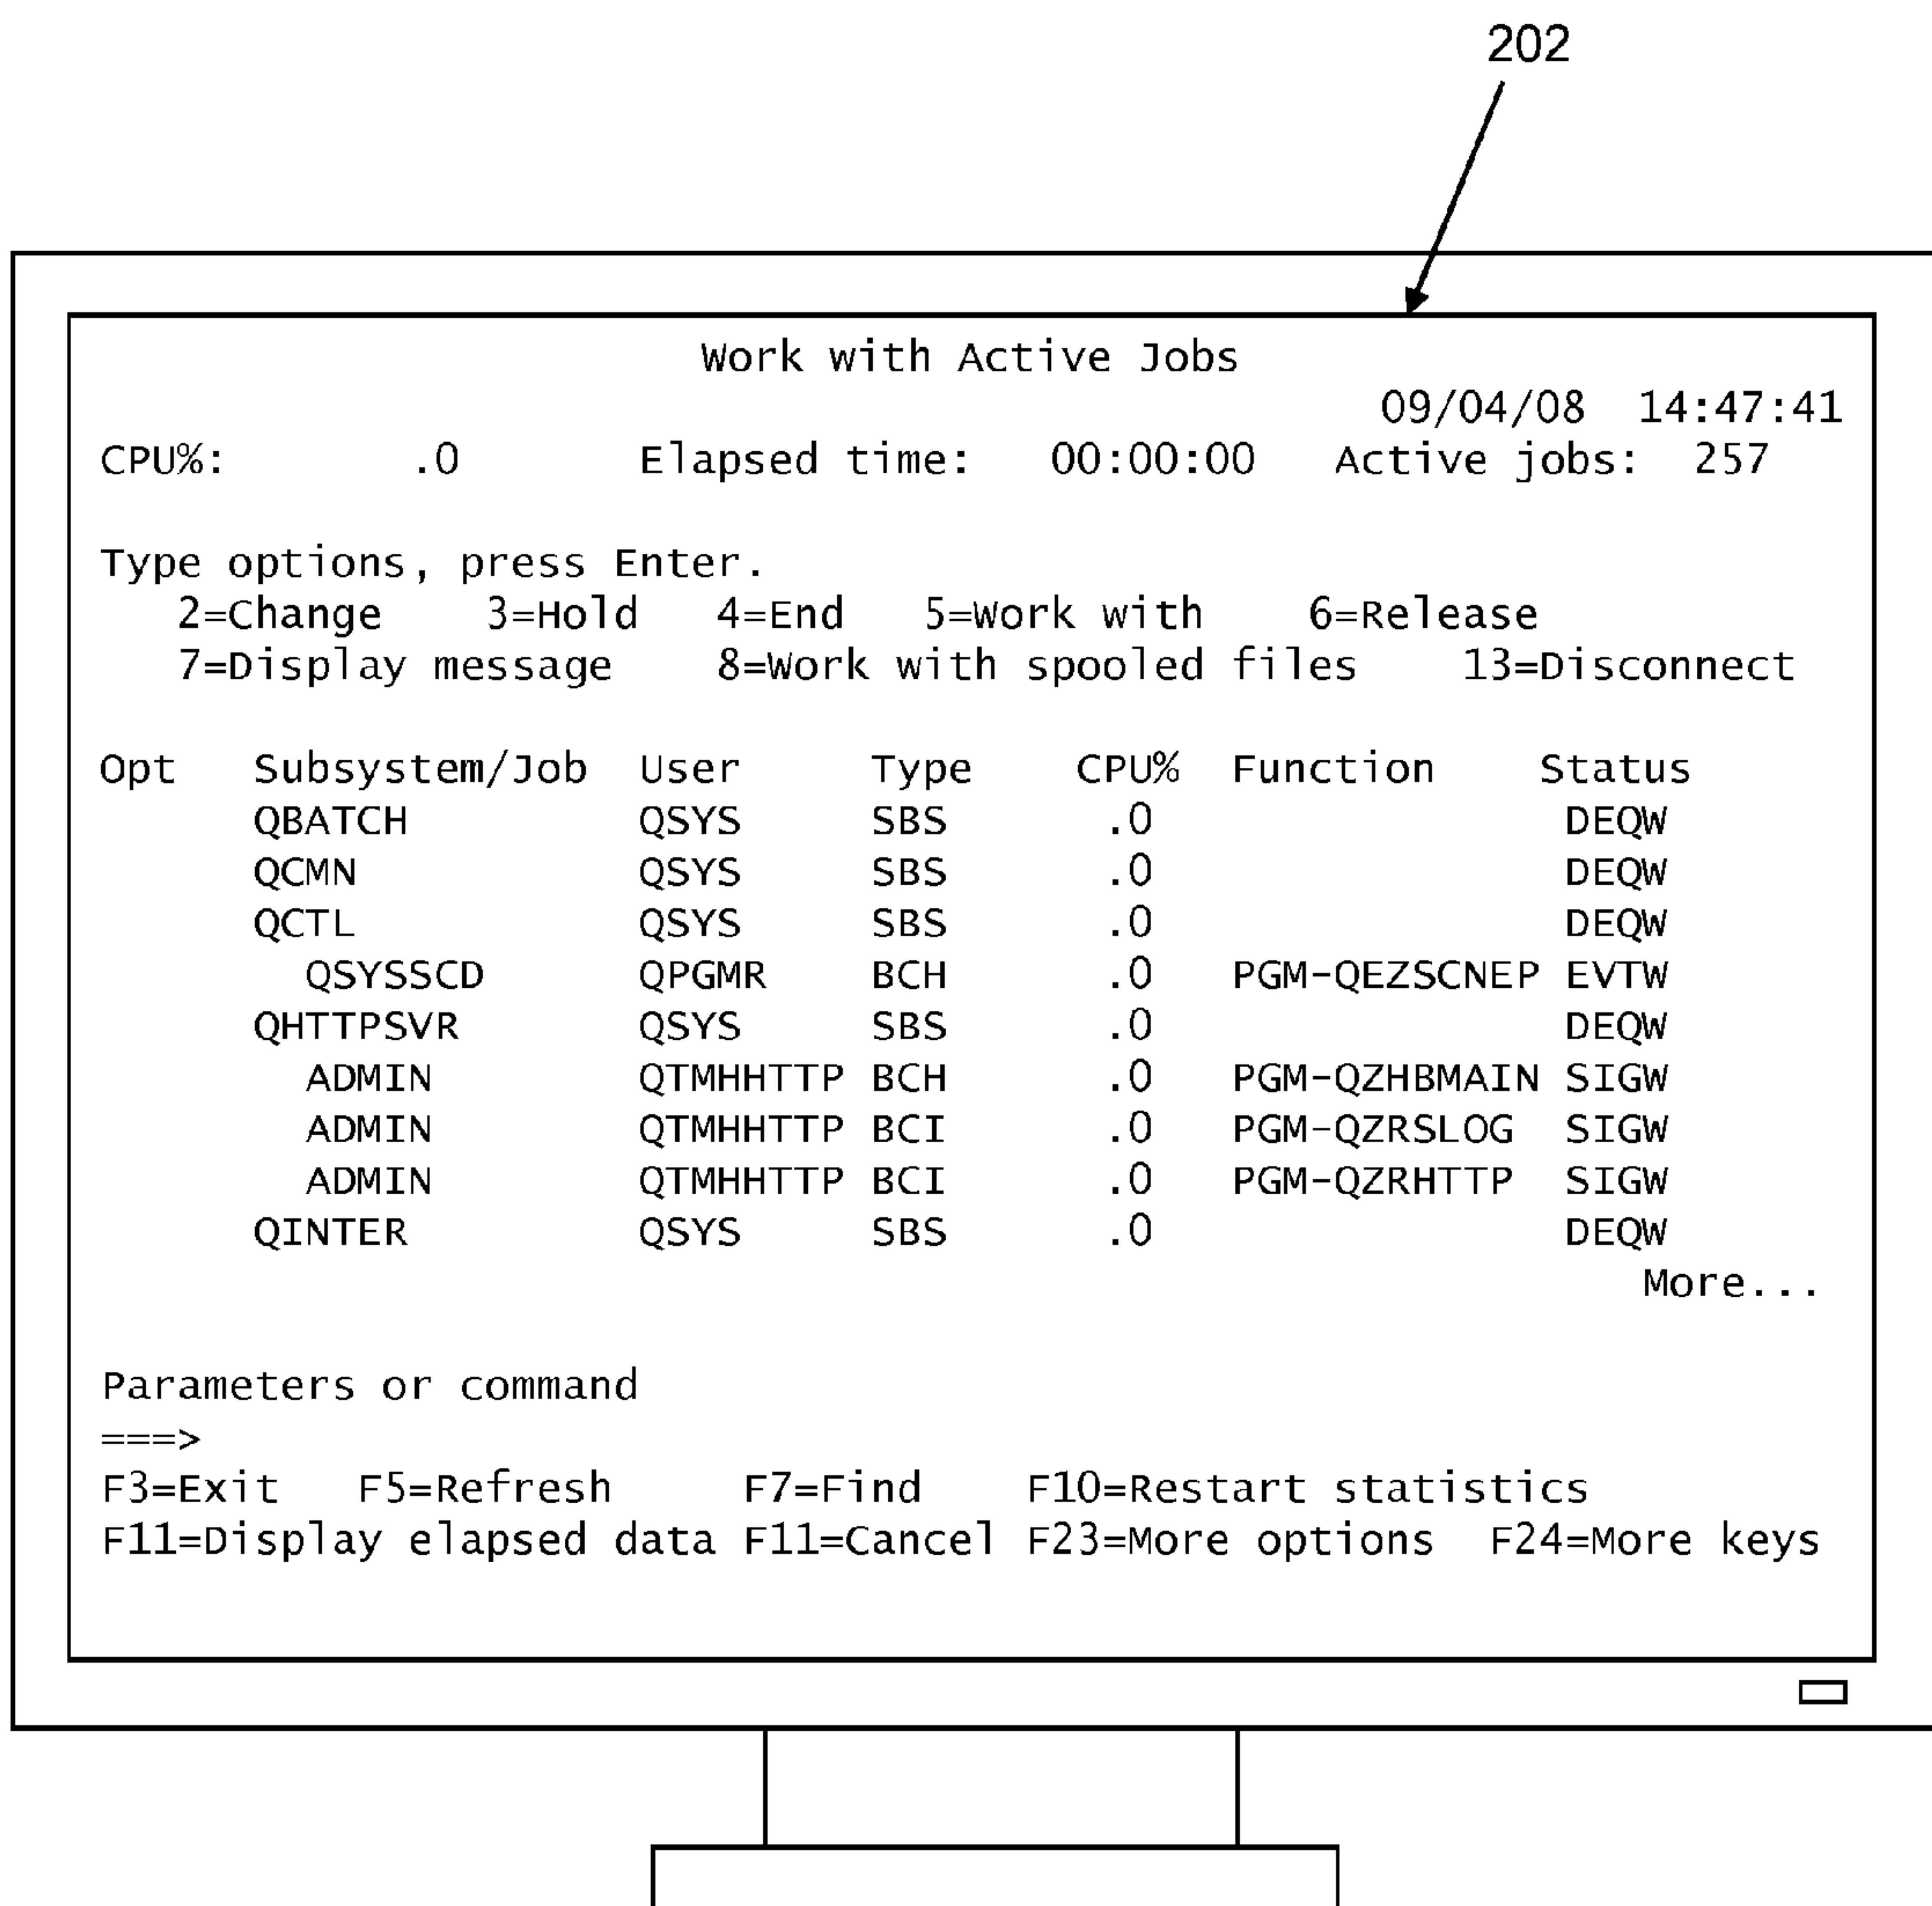 202
Work with Active Jobs
09/04/08 14:47:41
CPU%: .0 Elapsed time: 00:00:00 Active jobs: 257
Type options, press Enter.
2=Change 3=Hold 4=End 5=Work with 6=Release
7=Display message 8=Work with spooled files 13=Disconnect
Opt Subsystem/Job User Type CPU% Function Status
QBATCH QSYS SBS .0 DEQW
QCMN QSYS SBS .0 DEQW
QCTL QSYS SBS .0 DEQW
QSYSSCD QPGMR BCH .0 PGM-QEZSCNEP EVTW
QHTTPSVR QSYS SBS .0 DEQW
ADMIN QTMHHTTP BCH .0 PGM-QZHBMAIN SIGW
ADMIN QTMHHTTP BCI .0 PGM-QZRSLOG SIGW
ADMIN QTMHHTTP BCI .0 PGM-QZRHTTP SIGW
QINTER QSYS SBS .0 DEQW
More...
Parameters or command
===>
F3=Exit F5=Refresh F7=Find F10=Restart statistics
F11=Display elapsed data F11=Cancel F23=More options F24=More keys